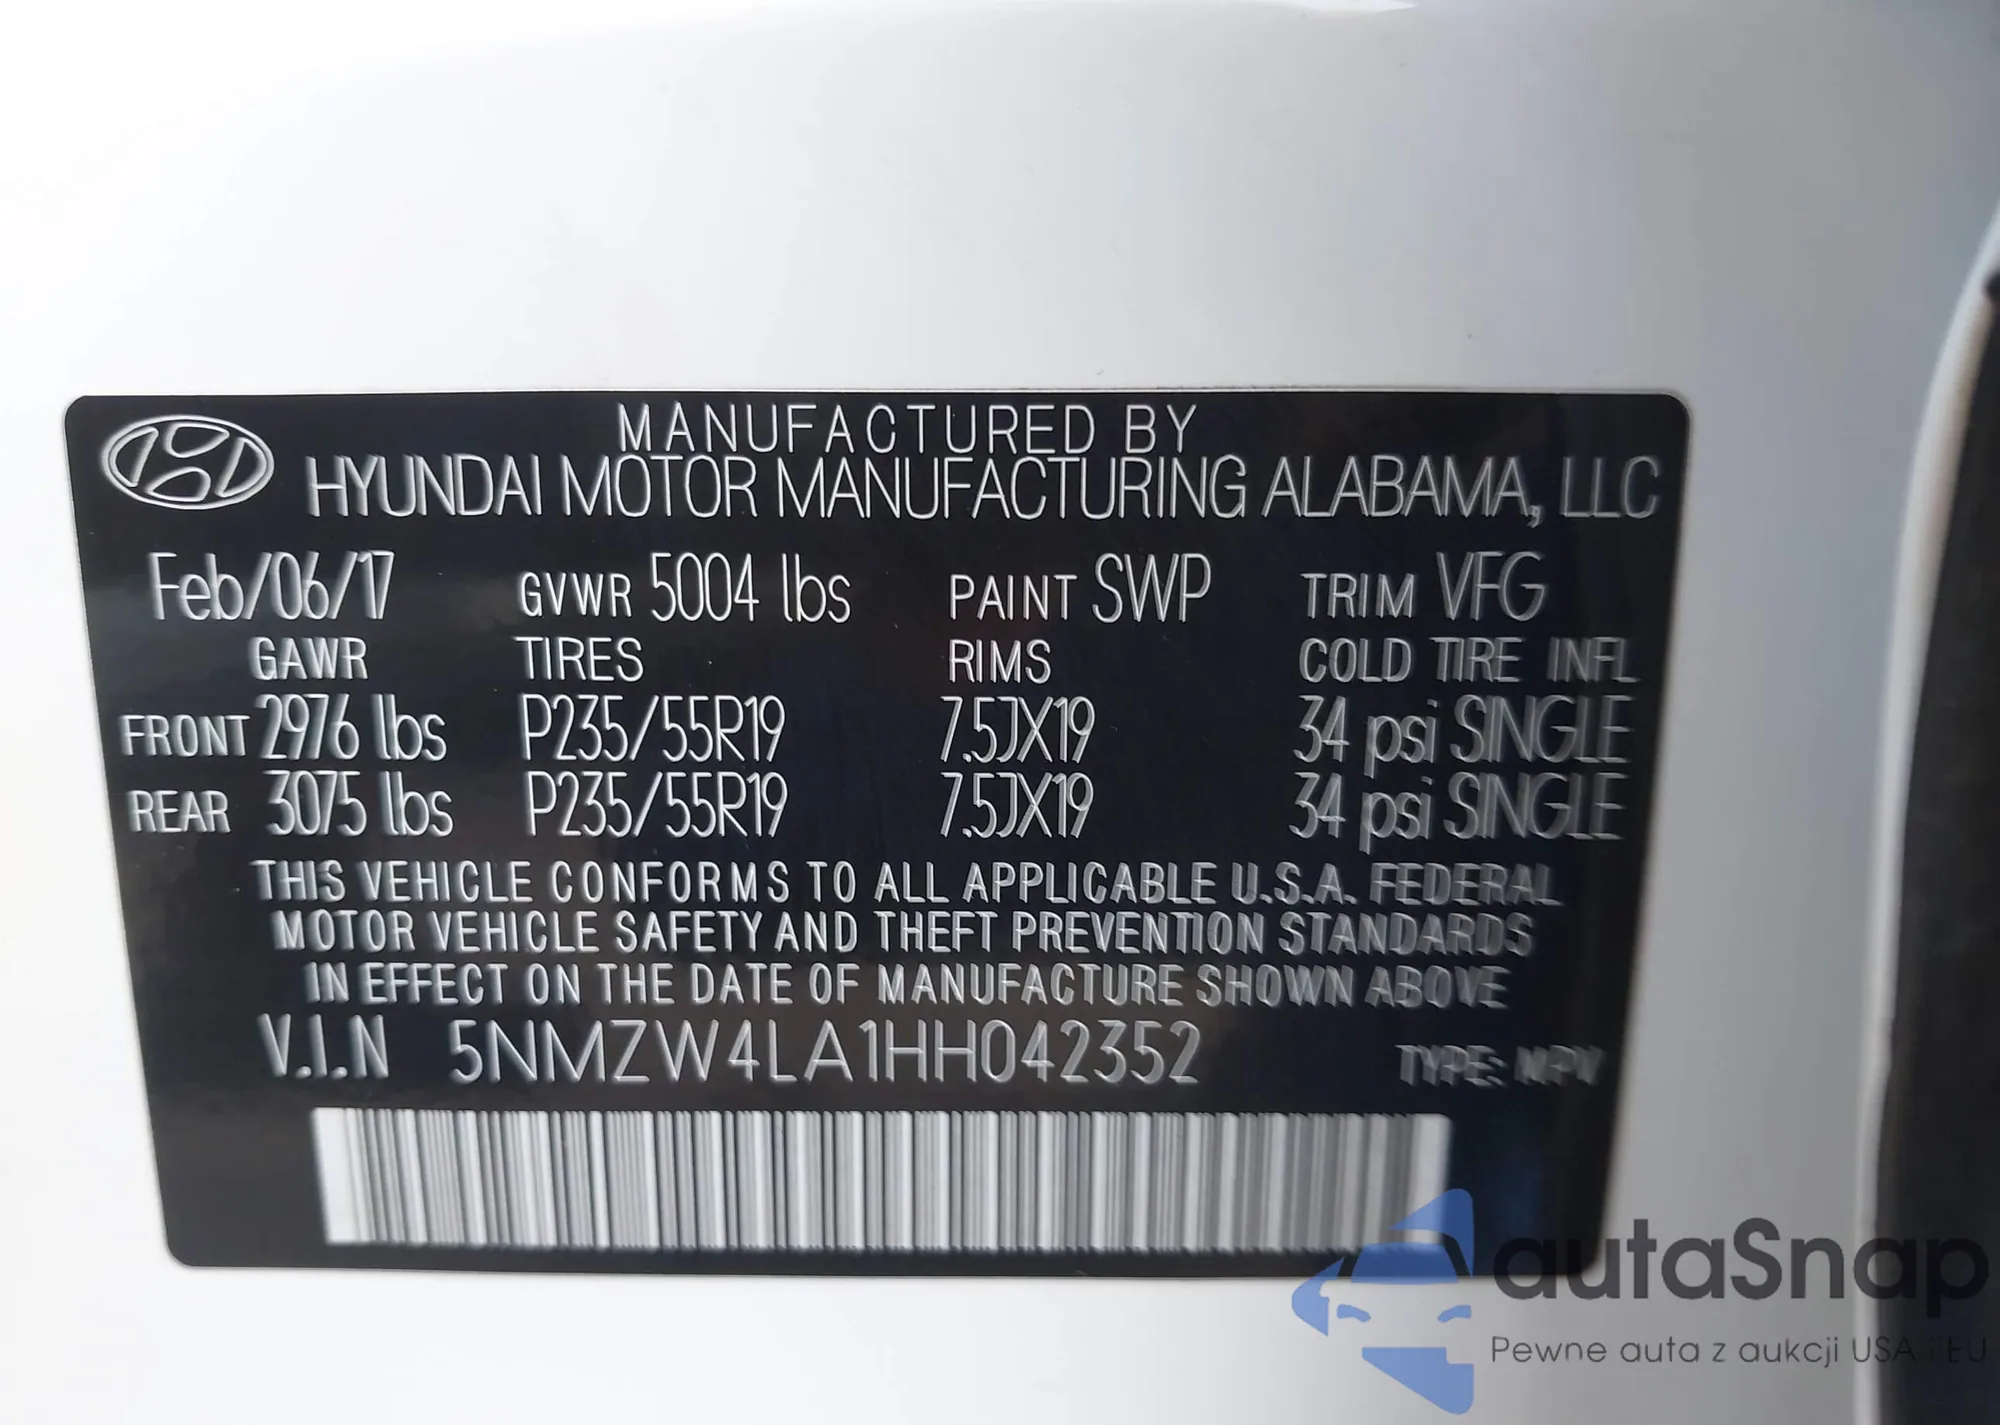 MANUFACTURED BY
HYUNDAI MOTOR MANUFACTURING ALABAMA, LLC
Feb/06/17 GVWR 5004 lbs PAINT SWP TRIM VFG
GAWR TIRES RIMS COLD TIRE INFL
FRONT 2976 lbs P235/55R19 7.5JX19 34 psi SINGLE
REAR 3075 lbs P235/55R19 7.5JX19 34 psi SINGLE
THIS VEHICLE CONFORMS TO ALL APPLICABLE U.S.A. FEDERAL
MOTOR VEHICLE SAFETY AND THEFT PREVENTION STANDARDS
IN EFFECT ON THE DATE OF MANUFACTURE SHOWN ABOVE
V.I.N 5NMZW4LA1HH042352 TYPE: MPV
autaSnap
Pewne auta z aukcji USA i EU